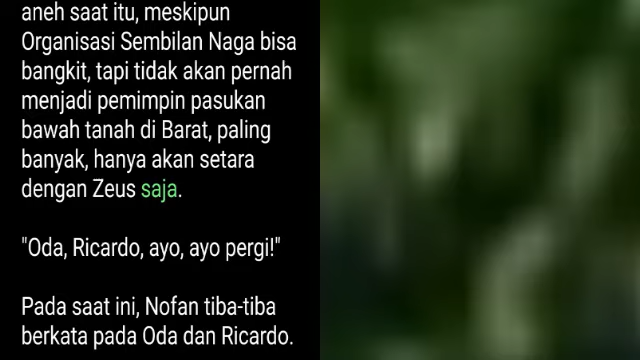 aneh saat itu, meskipun
Organisasi Sembilan Naga bisa
bangkit, tapi tidak akan pernah
menjadi pemimpin pasukan
bawah tanah di Barat, paling
banyak, hanya akan setara
dengan Zeus saja.
"Oda, Ricardo, ayo, ayo pergi!"
Pada saat ini, Nofan tiba-tiba
berkata pada Oda dan Ricardo.